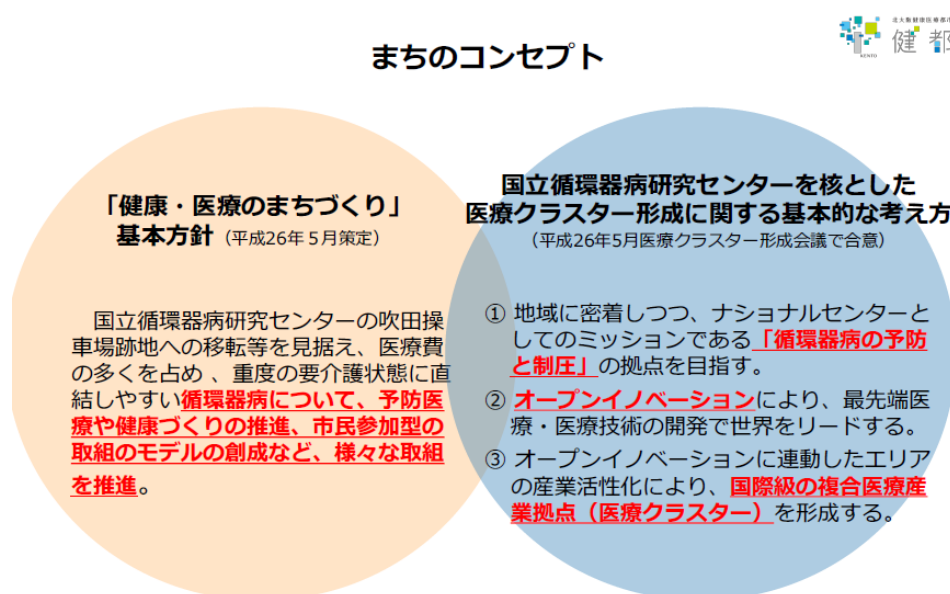 北大阪健康医療都市
健都
KENTO
まちのコンセプト
「健康・医療のまちづくり」
基本方針（平成26年５月策定）
国立循環器病研究センターの吹田操
車場跡地への移転等を見据え、医療費
の多くを占め 、重度の要介護状態に直
結しやすい循環器病について、予防医
療や健康づくりの推進、市民参加型の
取組のモデルの創成など、様々な取組
を推進。
国立循環器病研究センターを核とした
医療クラスター形成に関する基本的な考え方
（平成26年5月医療クラスター形成会議で合意）
① 地域に密着しつつ、ナショナルセンターと
してのミッションである「循環器病の予防
と制圧」の拠点を目指す。
② オープンイノベーションにより、最先端医
療・医療技術の開発で世界をリードする。
③ オープンイノベーションに連動したエリア
の産業活性化により、国際級の複合医療産
業拠点（医療クラスター）を形成する。